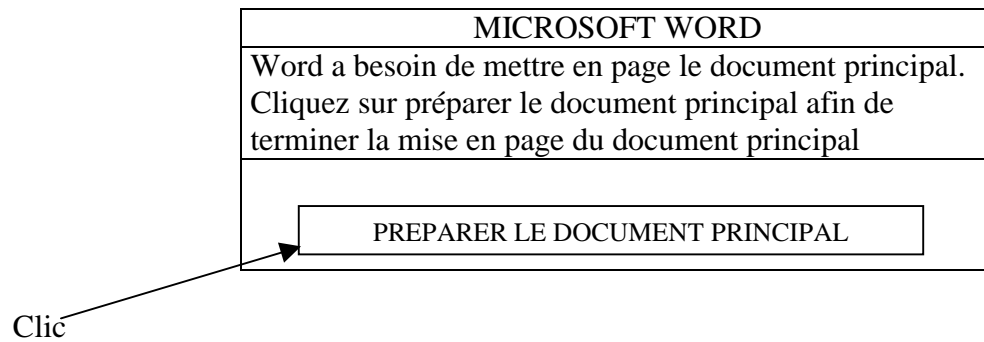 MICROSOFT WORD
Word a besoin de mettre en page le document principal.
Cliquez sur préparer le document principal afin de
terminer la mise en page du document principal
PREPARER LE DOCUMENT PRINCIPAL
Clic